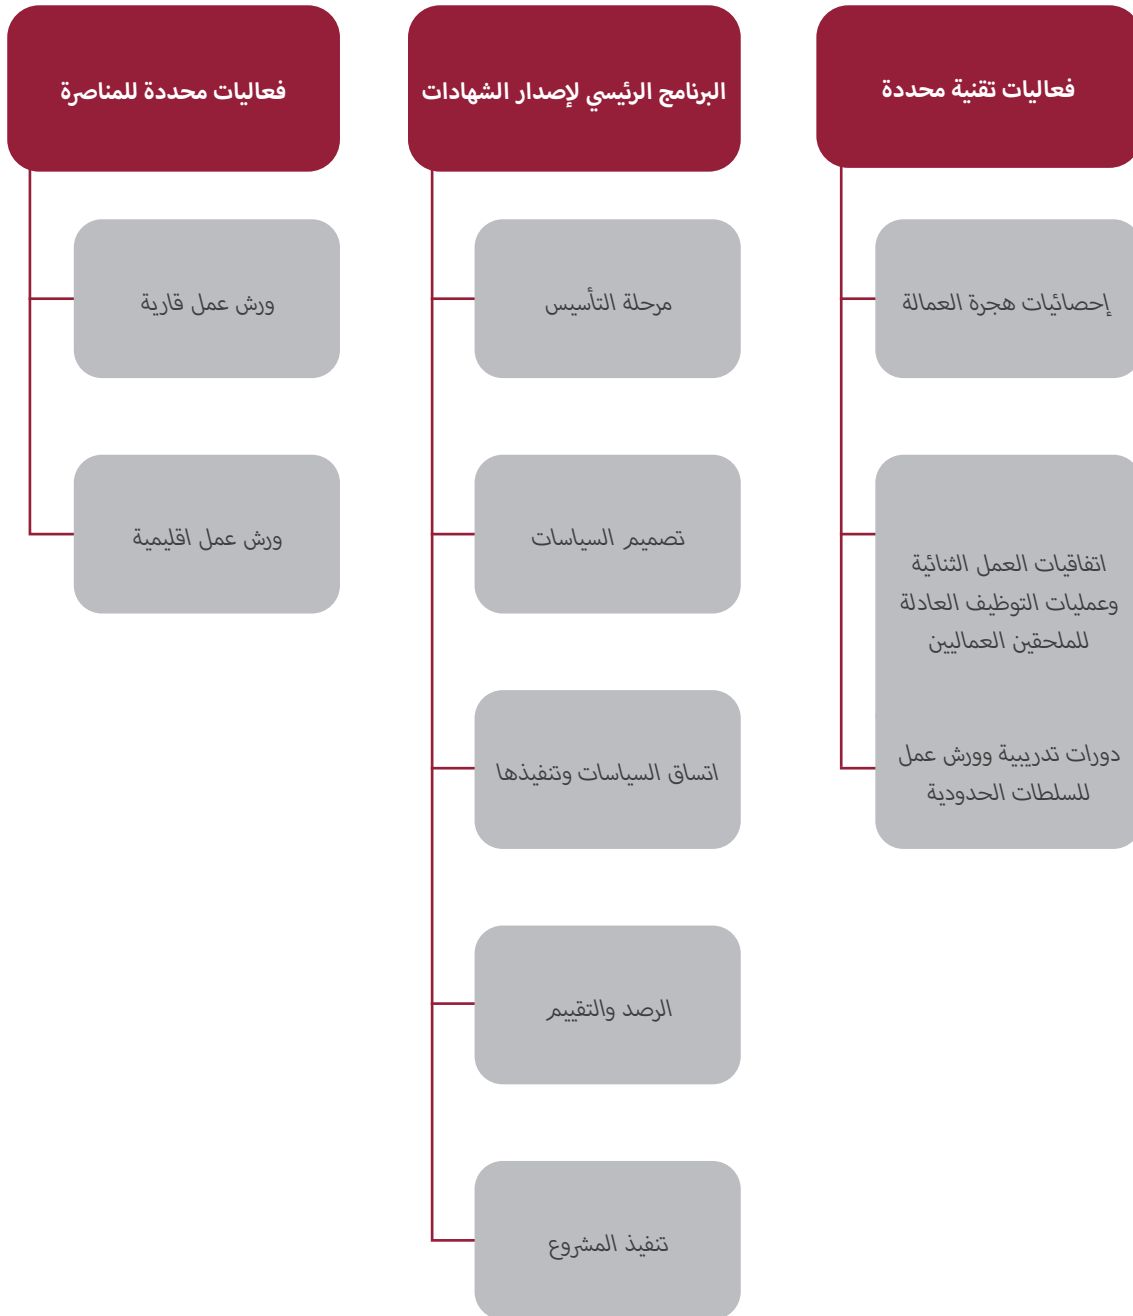 فعاليات تقنية محددة
إحصائيات هجرة العمالة
اتفاقيات العمل الثنائية
وعمليات التوظيف العادلة
للملحقين العماليين
دورات تدريبية وورش عمل
للسلطات الحدودية
البرنامج الرئيسي لإصدار الشهادات
مرحلة التأسيس
تصميم السياسات
اتساق السياسات وتنفيذها
الرصد والتقييم
تنفيذ المشروع
فعاليات محددة للمناصرة
ورش عمل قارية
ورش عمل اقليمية